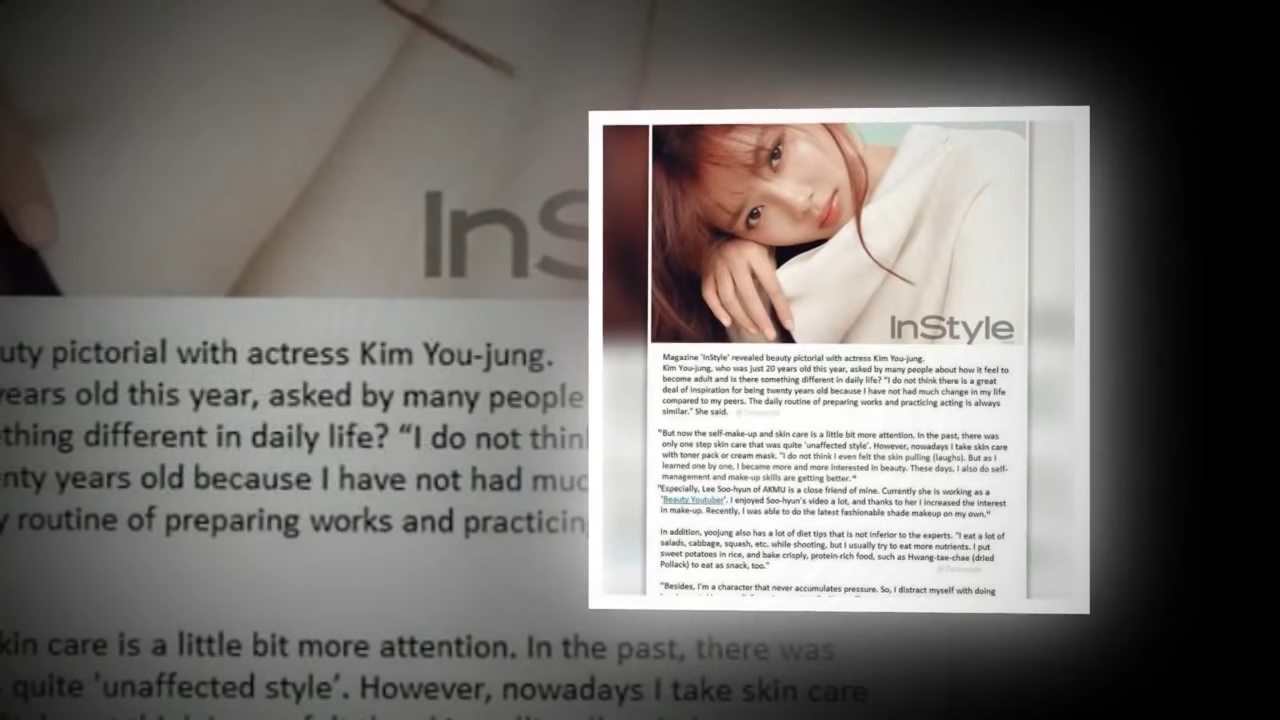 InS
uty pictorial with actress Kim You-jung.
years old this year, asked by many people
thing different in daily life? “I do not thin
nty years old because I have not had muc
y routine of preparing works and practicin
kin care is a little bit more attention. In the past, there was
quite 'unaffected style'. However, nowadays I take skin care
InStyle
Magazine 'InStyle' revealed beauty pictorial with actress Kim You-jung.
Kim You-jung, who was just 20 years old this year, asked by many people about how it feel to
become adult and is there something different in daily life? "I do not think there is a great
deal of inspiration for being twenty years old because I have not had much change in my life
compared to my peers. The daily routine of preparing works and practicing acting is always
similar." She said.
"But now the self-make-up and skin care is a little bit more attention. In the past, there was
only one step skin care that was quite 'unaffected style'. However, nowadays I take skin care
with toner pack or cream mask. "I do not think I even felt the skin pulling (laughs). But as I
learned one by one, I became more and more interested in beauty. These days, I also do self-
management and make-up skills are getting better."
"Especially, Lee Soo-hyun of AKMU is a close friend of mine. Currently she is working as a
'Beauty Youtuber'. I enjoyed Soo-hyun's video a lot, and thanks to her I increased the interest
in make-up. Recently, I was able to do the latest fashionable shade makeup on my own."
In addition, yoojung also has a lot of diet tips that is not inferior to the experts. "I eat a lot of
salads, cabbage, squash, etc. while shooting, but I usually try to eat more nutrients. I put
sweet potatoes in rice, and bake crisply, protein-rich food, such as Hwang-tae-chae (dried
Pollack) to eat as snack, too."
"Besides, I'm a character that never accumulates pressure. So, I distract myself with doing